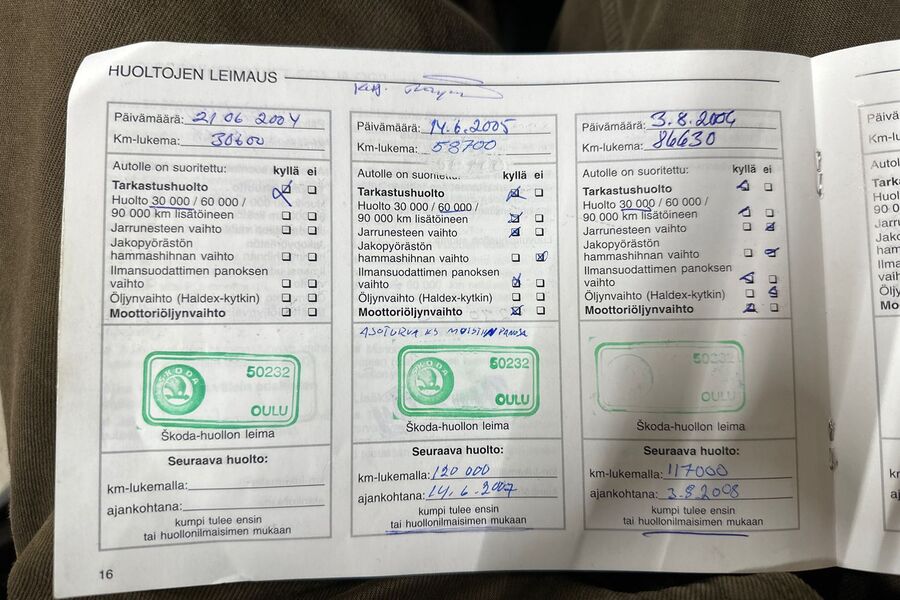 HUOLTOJEN LEIMAUS
Päivämäärä: 21 06 2004
Km-lukema: 30600
Autolle on suoritettu: kyllä ei
Tarkastushuolto
Huolto 30 000 / 60 000 /
90 000 km lisätöineen
Jarrunesteen vaihto
Jakopyörästön
hammashihnan vaihto
Ilmansuodattimen panoksen
vaihto
Öljynvaihto (Haldex-kytkin)
Moottoriöljynvaihto
ŠKODA
50232
OULU
Škoda-huollon leima
Seuraava huolto:
km-lukemalla:
ajankohtana:
kumpi tulee ensin
tai huollonilmaisimen mukaan
Päivämäärä: 14.6.2005
Km-lukema: 58700
Autolle on suoritettu: kyllä ei
Tarkastushuolto
Huolto 30 000 / 60 000 /
90 000 km lisätöineen
Jarrunesteen vaihto
Jakopyörästön
hammashihnan vaihto
Ilmansuodattimen panoksen
vaihto
Öljynvaihto (Haldex-kytkin)
Moottoriöljynvaihto
ŠKODA
50232
OULU
Škoda-huollon leima
Seuraava huolto:
km-lukemalla: 120 000
ajankohtana: 14.6.2007
kumpi tulee ensin
tai huollonilmaisimen mukaan
Päivämäärä: 3.8.2006
Km-lukema: 86630
Autolle on suoritettu: kyllä ei
Tarkastushuolto
Huolto 30 000 / 60 000 /
90 000 km lisätöineen
Jarrunesteen vaihto
Jakopyörästön
hammashihnan vaihto
Ilmansuodattimen panoksen
vaihto
Öljynvaihto (Haldex-kytkin)
Moottoriöljynvaihto
50232
OULU
Škoda-huollon leima
Seuraava huolto:
km-lukemalla: 117000
ajankohtana: 3.8.2008
kumpi tulee ensin
tai huollonilmaisimen mukaan
16